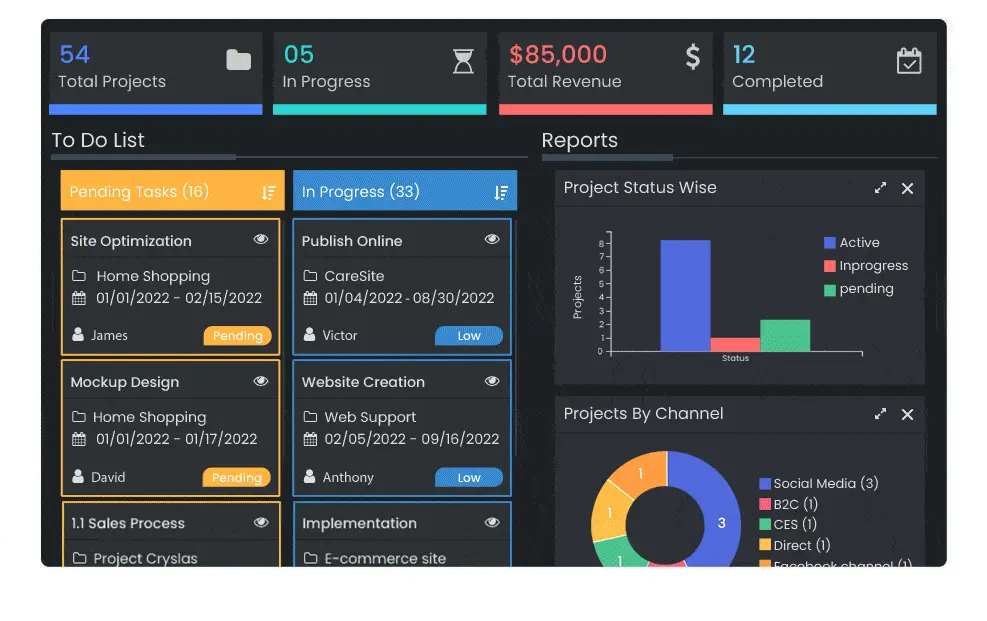 54
Total Projects
05
In Progress
$85,000
Total Revenue
12
Completed
To Do List
Pending Tasks (16)
Site Optimization
Home Shopping
01/01/2022 - 02/15/2022
James
Pending
Mockup Design
Home Shopping
01/01/2022 - 01/17/2022
David
Pending
1.1 Sales Process
Project Cryslas
In Progress (33)
Publish Online
CareSite
01/04/2022 - 08/30/2022
Victor
Low
Website Creation
Web Support
02/05/2022 - 09/16/2022
Anthony
Low
Implementation
E-commerce site
Reports
Project Status Wise
Projects
8
7
6
5
4
3
2
1
0
Status
Active
Inprogress
pending
Projects By Channel
1
1
3
1
Social Media (3)
B2C (1)
CES (1)
Direct (1)
Facebook channel (1)